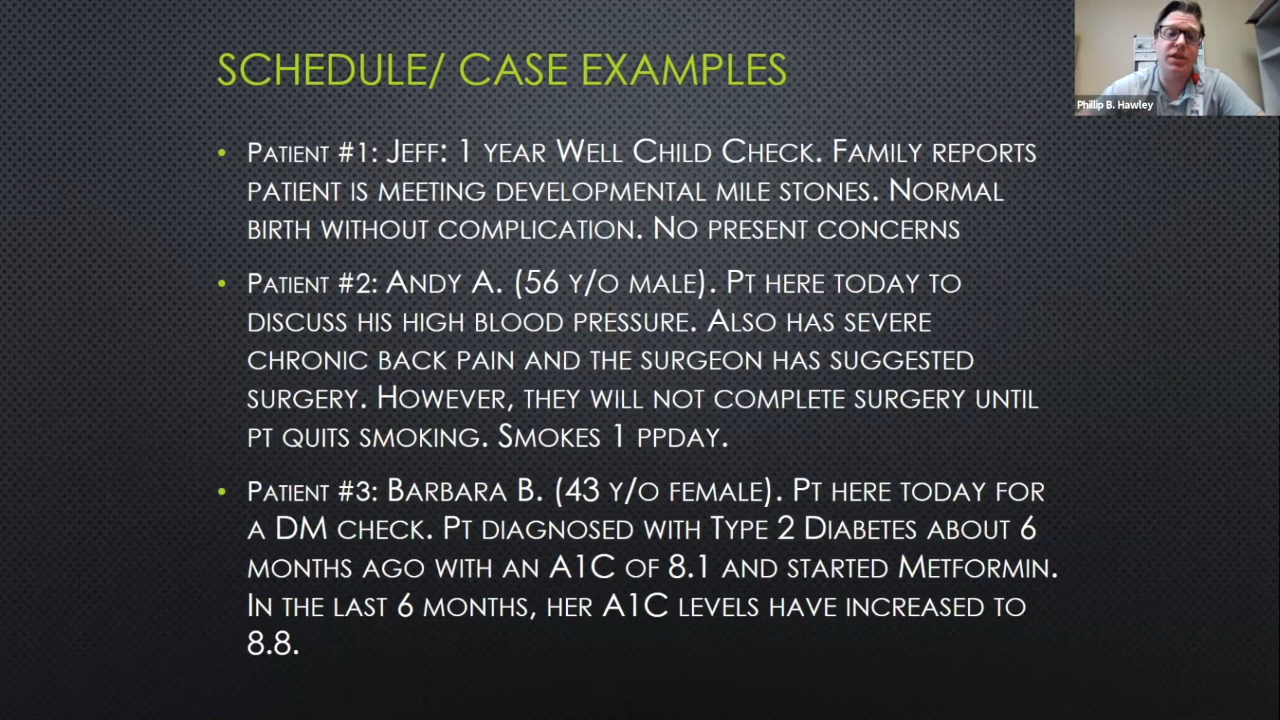 SCHEDULE/ CASE EXAMPLES
Phillip B. Hawley
• PATIENT #1: JEFF: 1 YEAR WELL CHILD CHECK. FAMILY REPORTS
PATIENT IS MEETING DEVELOPMENTAL MILE STONES. NORMAL
BIRTH WITHOUT COMPLICATION. NO PRESENT CONCERNS
• PATIENT #2: ANDY A. (56 Y/O MALE). PT HERE TODAY TO
DISCUSS HIS HIGH BLOOD PRESSURE. ALSO HAS SEVERE
CHRONIC BACK PAIN AND THE SURGEON HAS SUGGESTED
SURGERY. HOWEVER, THEY WILL NOT COMPLETE SURGERY UNTIL
PT QUITS SMOKING. SMOKES 1 PPDAY.
• PATIENT #3: BARBARA B. (43 Y/O FEMALE). PT HERE TODAY FOR
A DM CHECK. PT DIAGNOSED WITH TYPE 2 DIABETES ABOUT 6
MONTHS AGO WITH AN A1C OF 8.1 AND STARTED METFORMIN.
IN THE LAST 6 MONTHS, HER A1C LEVELS HAVE INCREASED TO
8.8.